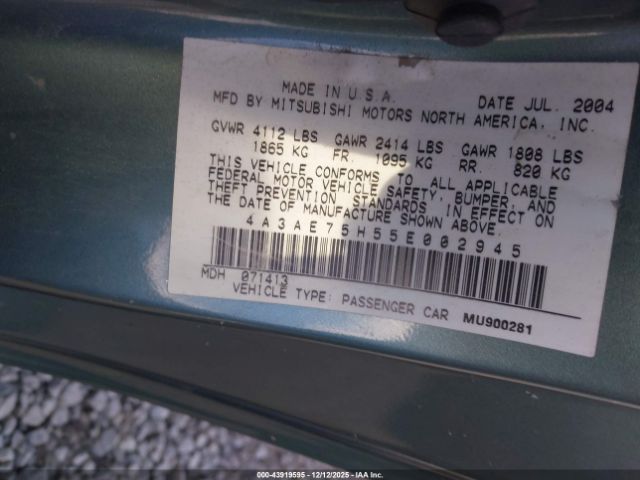 MADE IN U.S.A. DATE JUL. 2004
MFD BY MITSUBISHI MOTORS NORTH AMERICA, INC.
GVWR 4112 LBS GAWR 2414 LBS GAWR 1808 LBS
1865 KG FR. 1095 KG RR. 820 KG
THIS VEHICLE CONFORMS TO ALL APPLICABLE
FEDERAL MOTOR VEHICLE SAFETY, BUMPER, AND
THEFT PREVENTION STANDARDS IN EFFECT ON
THE DATE OF MANUFACTURE SHOWN ABOVE.
4A3AE75H55E002945
MDH 071413
VEHICLE TYPE: PASSENGER CAR MU900281
000-43919595 - 12/12/2025 - IAA Inc.